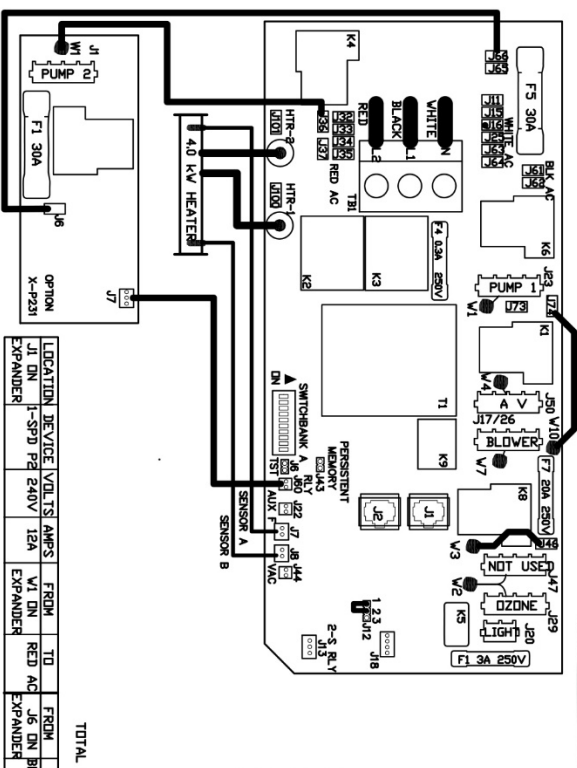 J1
W1
PUMP 2
F1 30A
J6
OPTION
X-P231
J7
K4
J36
J32
J33
J34
J35
J37
RED AC
HTR-2
J101
4.0 kW HEATER
HTR-1
J100
RED
BLACK
WHITE
L2
L1
N
TB1
J66
J65
F5 30A
J11
J15
J16
J25
J63
J64
WHITE AC
BLK AC
J61
J62
K6
K2
K3
F4 0.3A 250V
J23
PUMP 1
W1
J73
J74
K1
W4
J50
A V
J17/26
W10
BLOWER
W7
T1
K9
F7 20A 250V
K8
J46
W3
NOT USED
J47
W2
OZONE
J29
K5
LIGHT
J20
F1 3A 250V
SWITCHBANK A
ON
PERSISTENT
MEMORY
J43
J6
TST
RLY
J60
J22
AUX F
J7
J8
J44
VAC
SENSOR A
SENSOR B
J2
J1
1 2 3
J12
J18
2-S RLY
J13
LOCATION DEVICE VOLTS AMPS FROM TO FROM
J1 ON EXPANDER 1-SPD P2 240V 12A W1 ON EXPANDER RED AC J6 ON EXPANDER
TOTAL